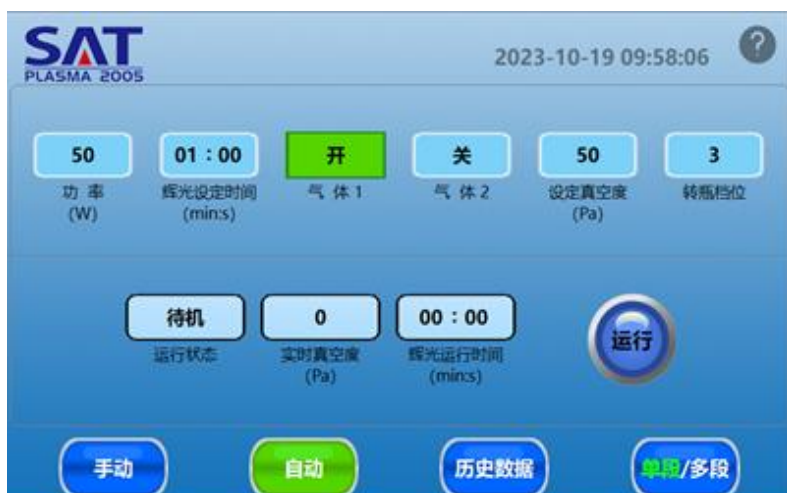 SAT
PLASMA 2005
2023-10-19 09:58:06
?
50 01：00 开 关 50 3
功 率 辉光设定时间 气 体 1 气 体 2 设定真空度 转瓶档位
(W) (min:s) (Pa)
待机 0 00：00 运行
运行状态 实时真空度 辉光运行时间
(Pa) (min:s)
手动 自动 历史数据 单段/多段